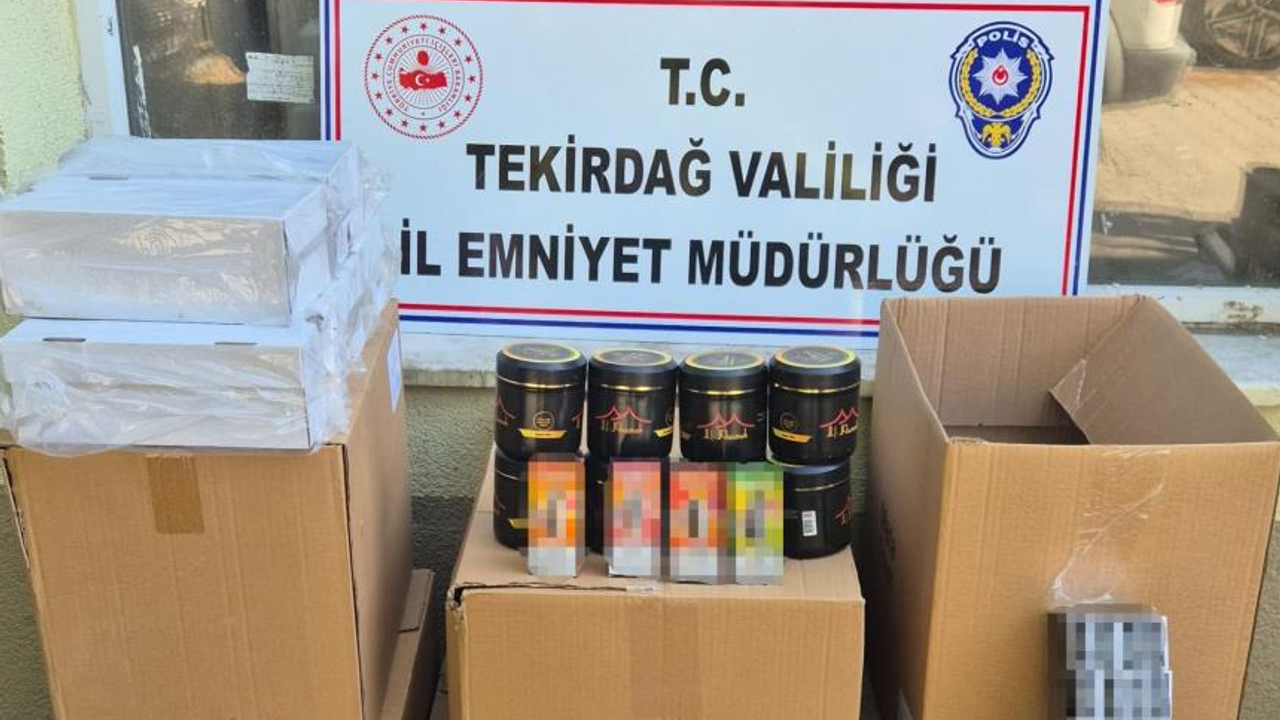 T.C.
POLİS
TEKİRDAĞ VALİLİĞİ
İL EMNİYET MÜDÜRLÜĞÜ